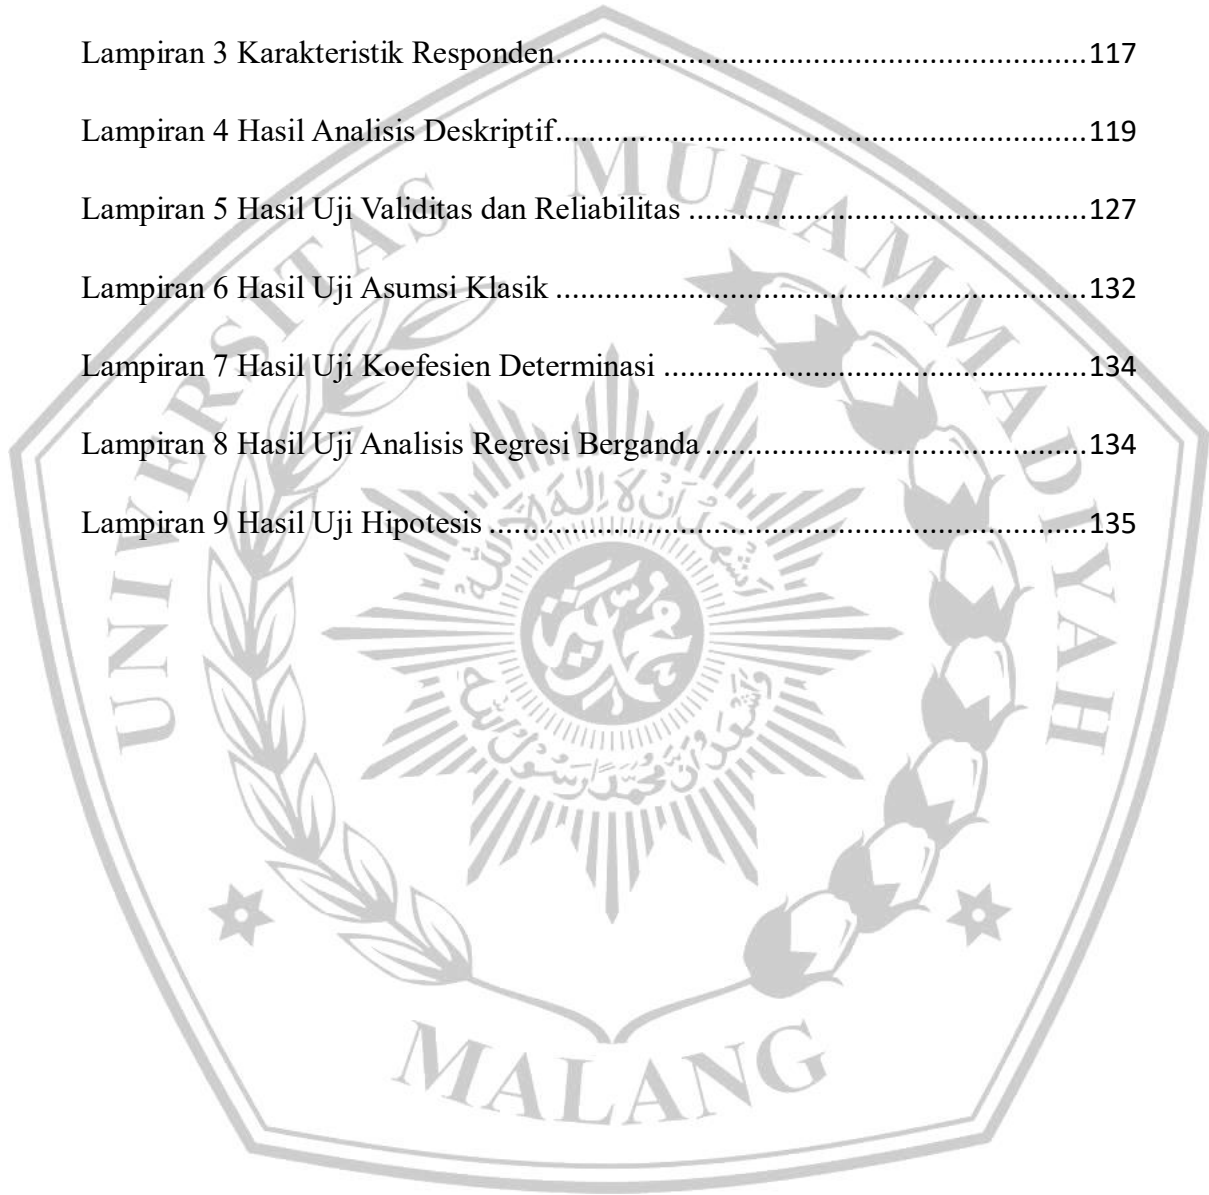 Lampiran 3 Karakteristik Responden................................................................117
Lampiran 4 Hasil Analisis Deskriptif................................................................119
Lampiran 5 Hasil Uji Validitas dan Reliabilitas ................................................127
Lampiran 6 Hasil Uji Asumsi Klasik ................................................................132
Lampiran 7 Hasil Uji Koefesien Determinasi ...................................................134
Lampiran 8 Hasil Uji Analisis Regresi Berganda ..............................................134
Lampiran 9 Hasil Uji Hipotesis ........................................................................135
UNIVERSITAS MUHAMMADIYAH
MALANG